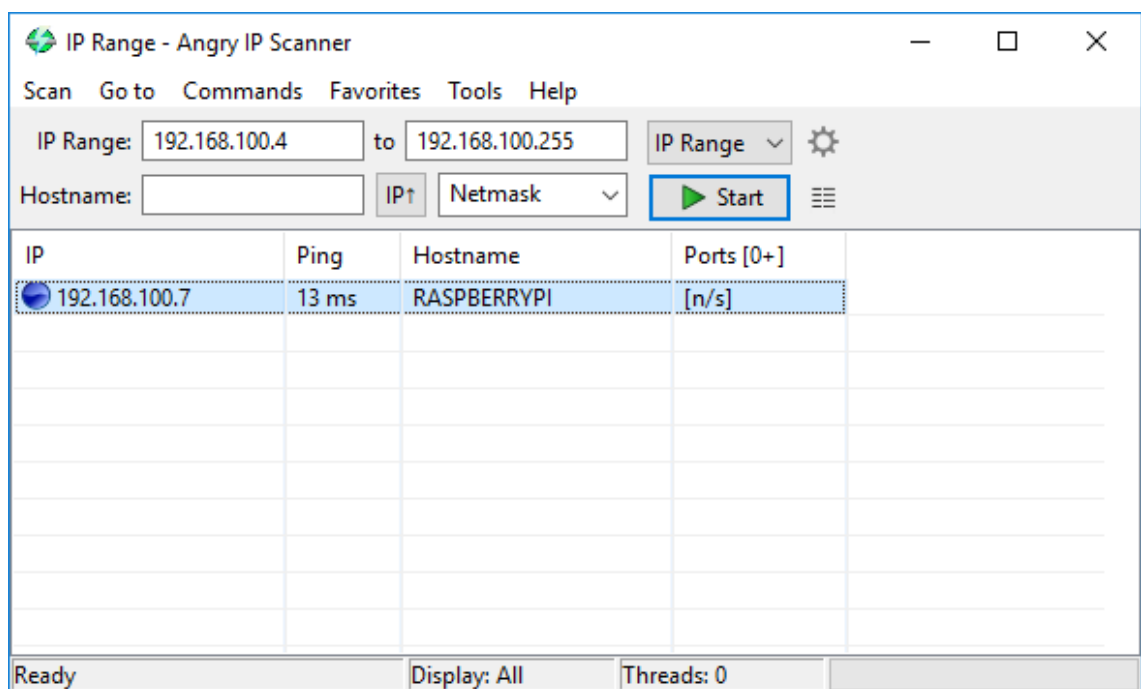 IP Range - Angry IP Scanner
Scan Go to Commands Favorites Tools Help
IP Range: 192.168.100.4 to 192.168.100.255 IP Range
Hostname: IP↑ Netmask Start
IP Ping Hostname Ports [0+]
192.168.100.7 13 ms RASPBERRYPI [n/s]
Ready Display: All Threads: 0